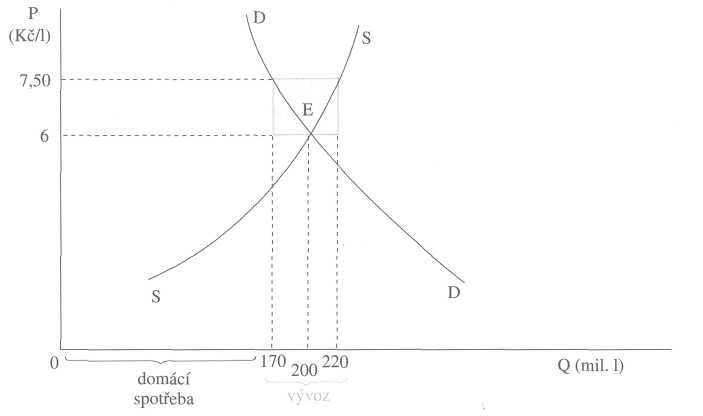 P
(Kč/l)
D
S
7,50
E
6
S
D
0
170
200
220
Q (mil. l)
domácí
spotřeba
vývoz